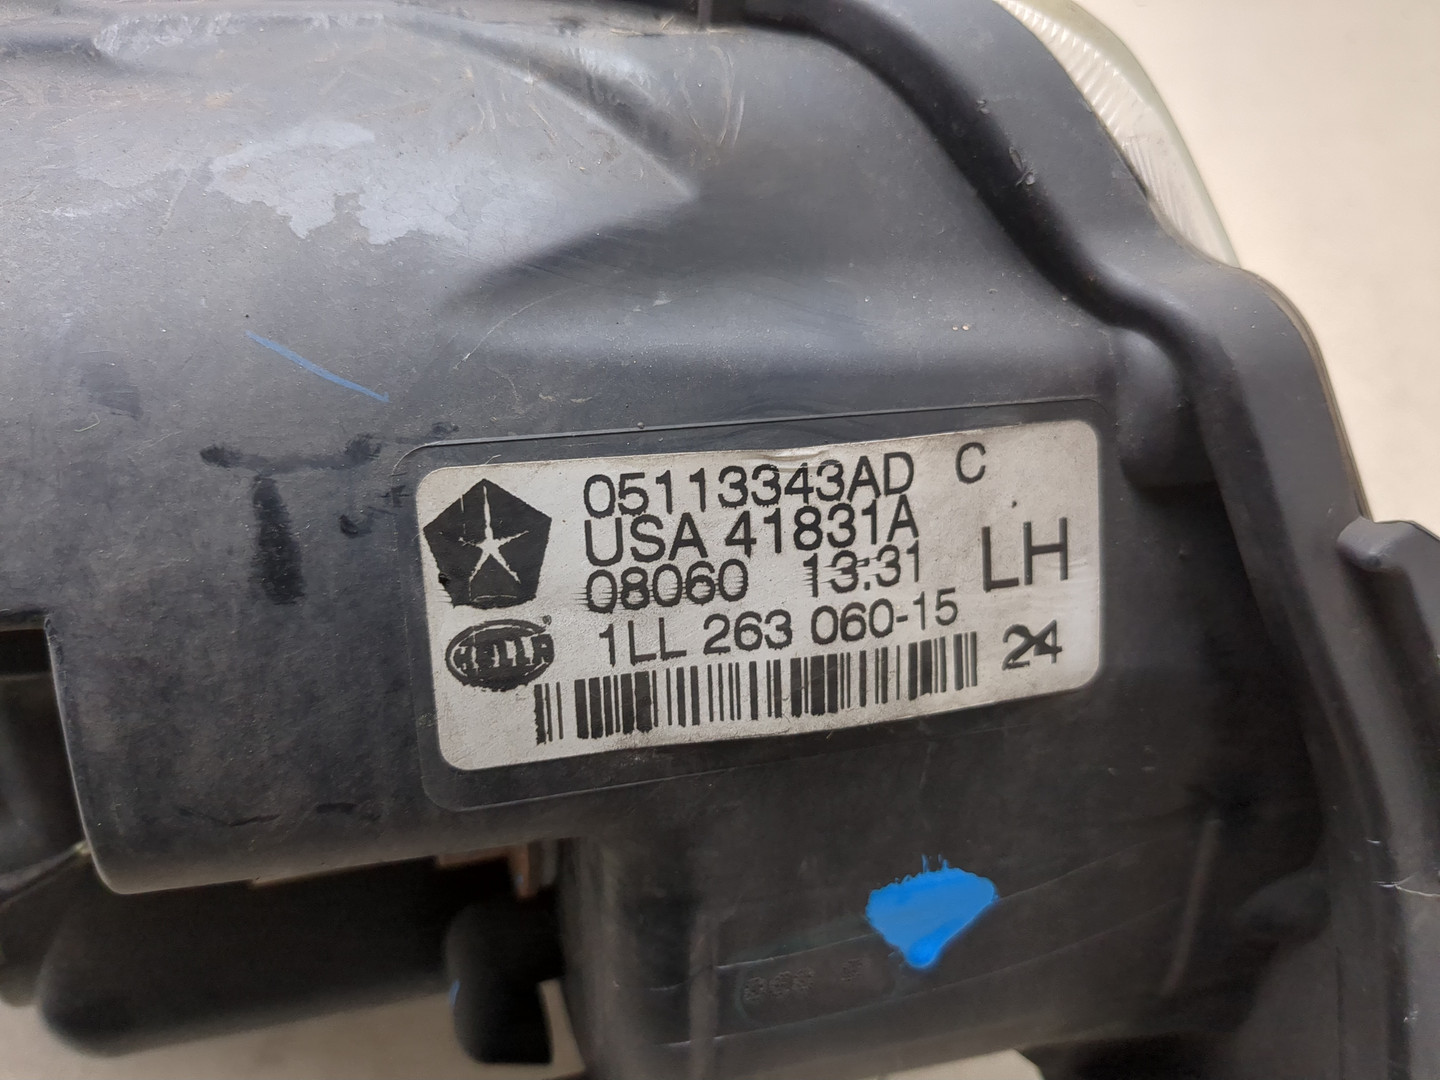 05113343AD C
USA 41831A
08060 13:31
LH
HELLA ®
1LL 263 060-15
24